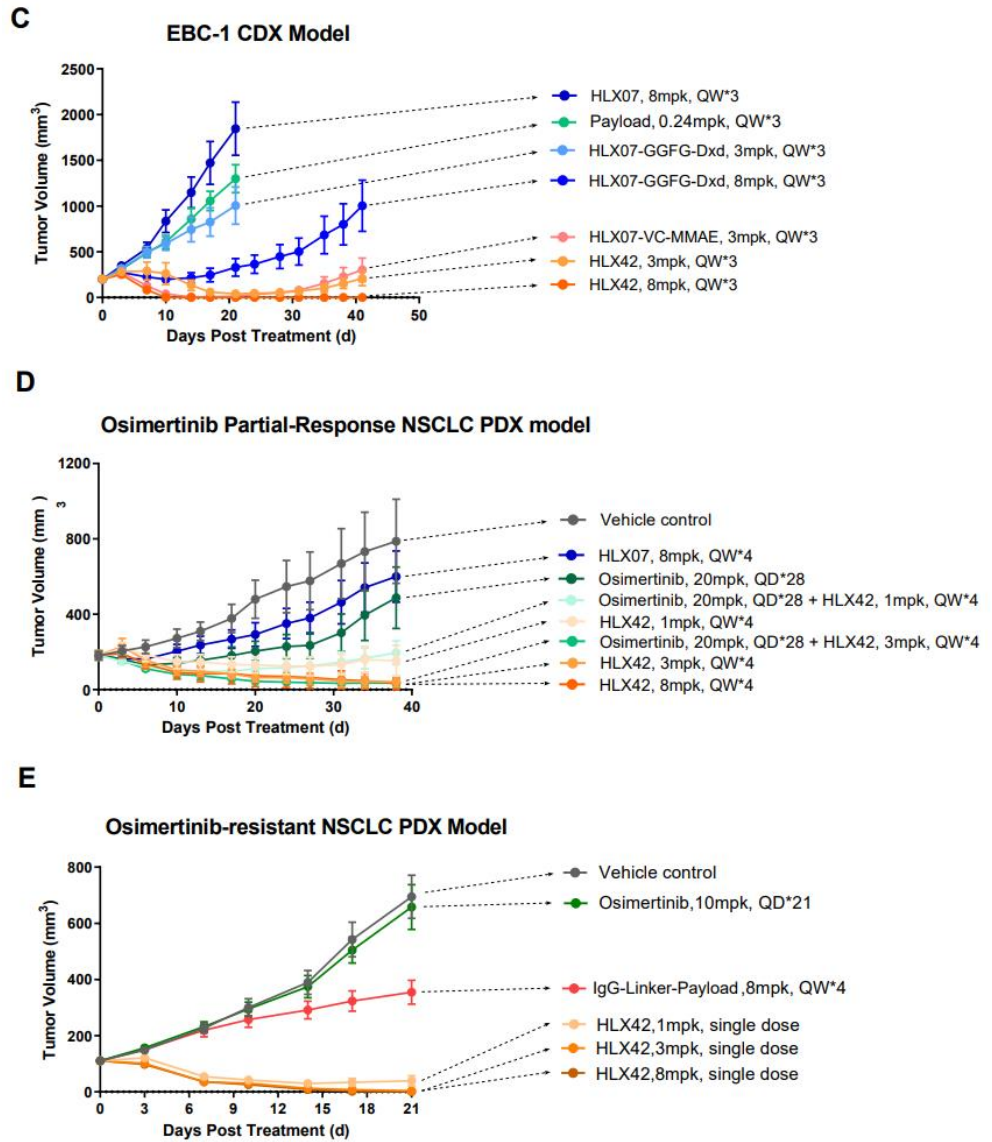 C
EBC-1 CDX Model
Tumor Volume (mm3)
2500
2000
1500
1000
500
0
0 10 20 30 40 50
Days Post Treatment (d)
HLX07, 8mpk, QW*3
Payload, 0.24mpk, QW*3
HLX07-GGFG-Dxd, 3mpk, QW*3
HLX07-GGFG-Dxd, 8mpk, QW*3
HLX07-VC-MMAE, 3mpk, QW*3
HLX42, 3mpk, QW*3
HLX42, 8mpk, QW*3
D
Osimertinib Partial-Response NSCLC PDX model
Tumor Volume (mm3)
1200
800
400
0
0 10 20 30 40
Days Post Treatment (d)
Vehicle control
HLX07, 8mpk, QW*4
Osimertinib, 20mpk, QD*28
Osimertinib, 20mpk, QD*28 + HLX42, 1mpk, QW*4
HLX42, 1mpk, QW*4
Osimertinib, 20mpk, QD*28 + HLX42, 3mpk, QW*4
HLX42, 3mpk, QW*4
HLX42, 8mpk, QW*4
E
Osimertinib-resistant NSCLC PDX Model
Tumor Volume (mm3)
800
600
400
200
0
0 3 6 9 12 15 18 21
Days Post Treatment (d)
Vehicle control
Osimertinib,10mpk, QD*21
IgG-Linker-Payload ,8mpk, QW*4
HLX42,1mpk, single dose
HLX42,3mpk, single dose
HLX42,8mpk, single dose